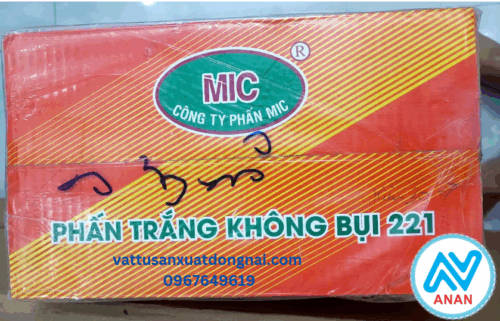 MIC
®
CÔNG TY PHẤN MIC
PHẤN TRẮNG KHÔNG BỤI 221
vattusanxuatdongnai.com
0967649619
ANAN